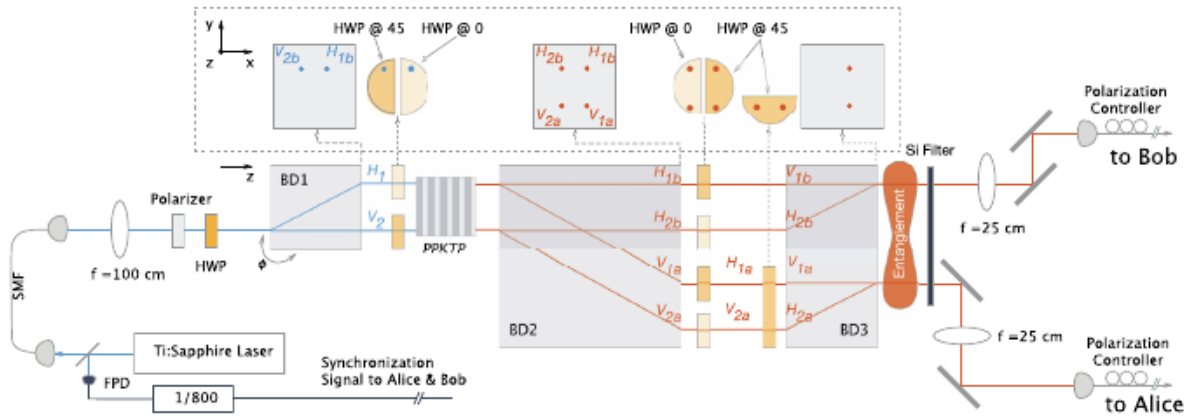 y
z
x
HWP @ 45
HWP @ 0
V2b
H1b
H2b
H1b
V2a
V1a
HWP @ 0
HWP @ 45
Polarization
Controller
to Bob
z
BD1
H1
V2
PPKTP
BD2
H1b
H2b
V1a
V2a
H1a
V2a
V1b
H2b
V1a
H2a
BD3
Entanglement
Si Filter
f =25 cm
Polarizer
HWP
ϕ
f =100 cm
SMF
Ti:Sapphire Laser
FPD
1/800
Synchronization
Signal to Alice & Bob
f =25 cm
Polarization
Controller
to Alice